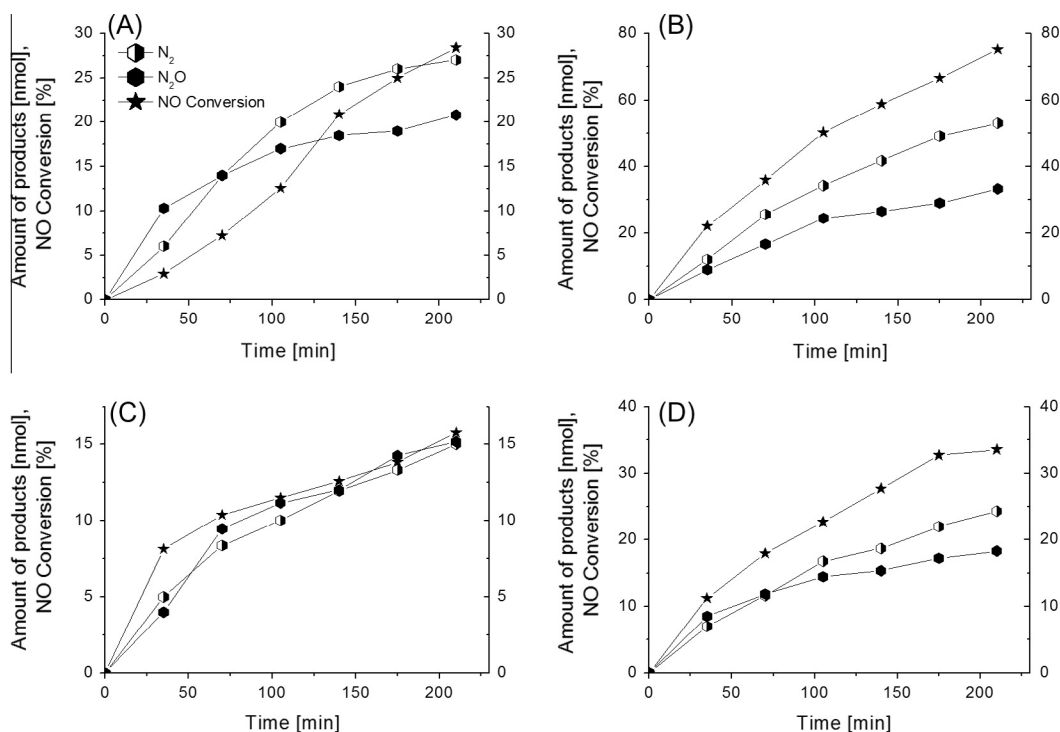 (A)
Amount of products [nmol],
NO Conversion [%]
30
25
20
15
10
5
0
N₂
N₂O
NO Conversion
30
25
20
15
10
5
0
0 50 100 150 200
Time [min]
(B)
Amount of products [nmol],
NO Conversion [%]
80
60
40
20
0
80
60
40
20
0
0 50 100 150 200
Time [min]
(C)
Amount of products [nmol],
NO Conversion [%]
15
10
5
0
15
10
5
0
0 50 100 150 200
Time [min]
(D)
Amount of products [nmol],
NO Conversion [%]
40
30
20
10
0
40
30
20
10
0
0 50 100 150 200
Time [min]